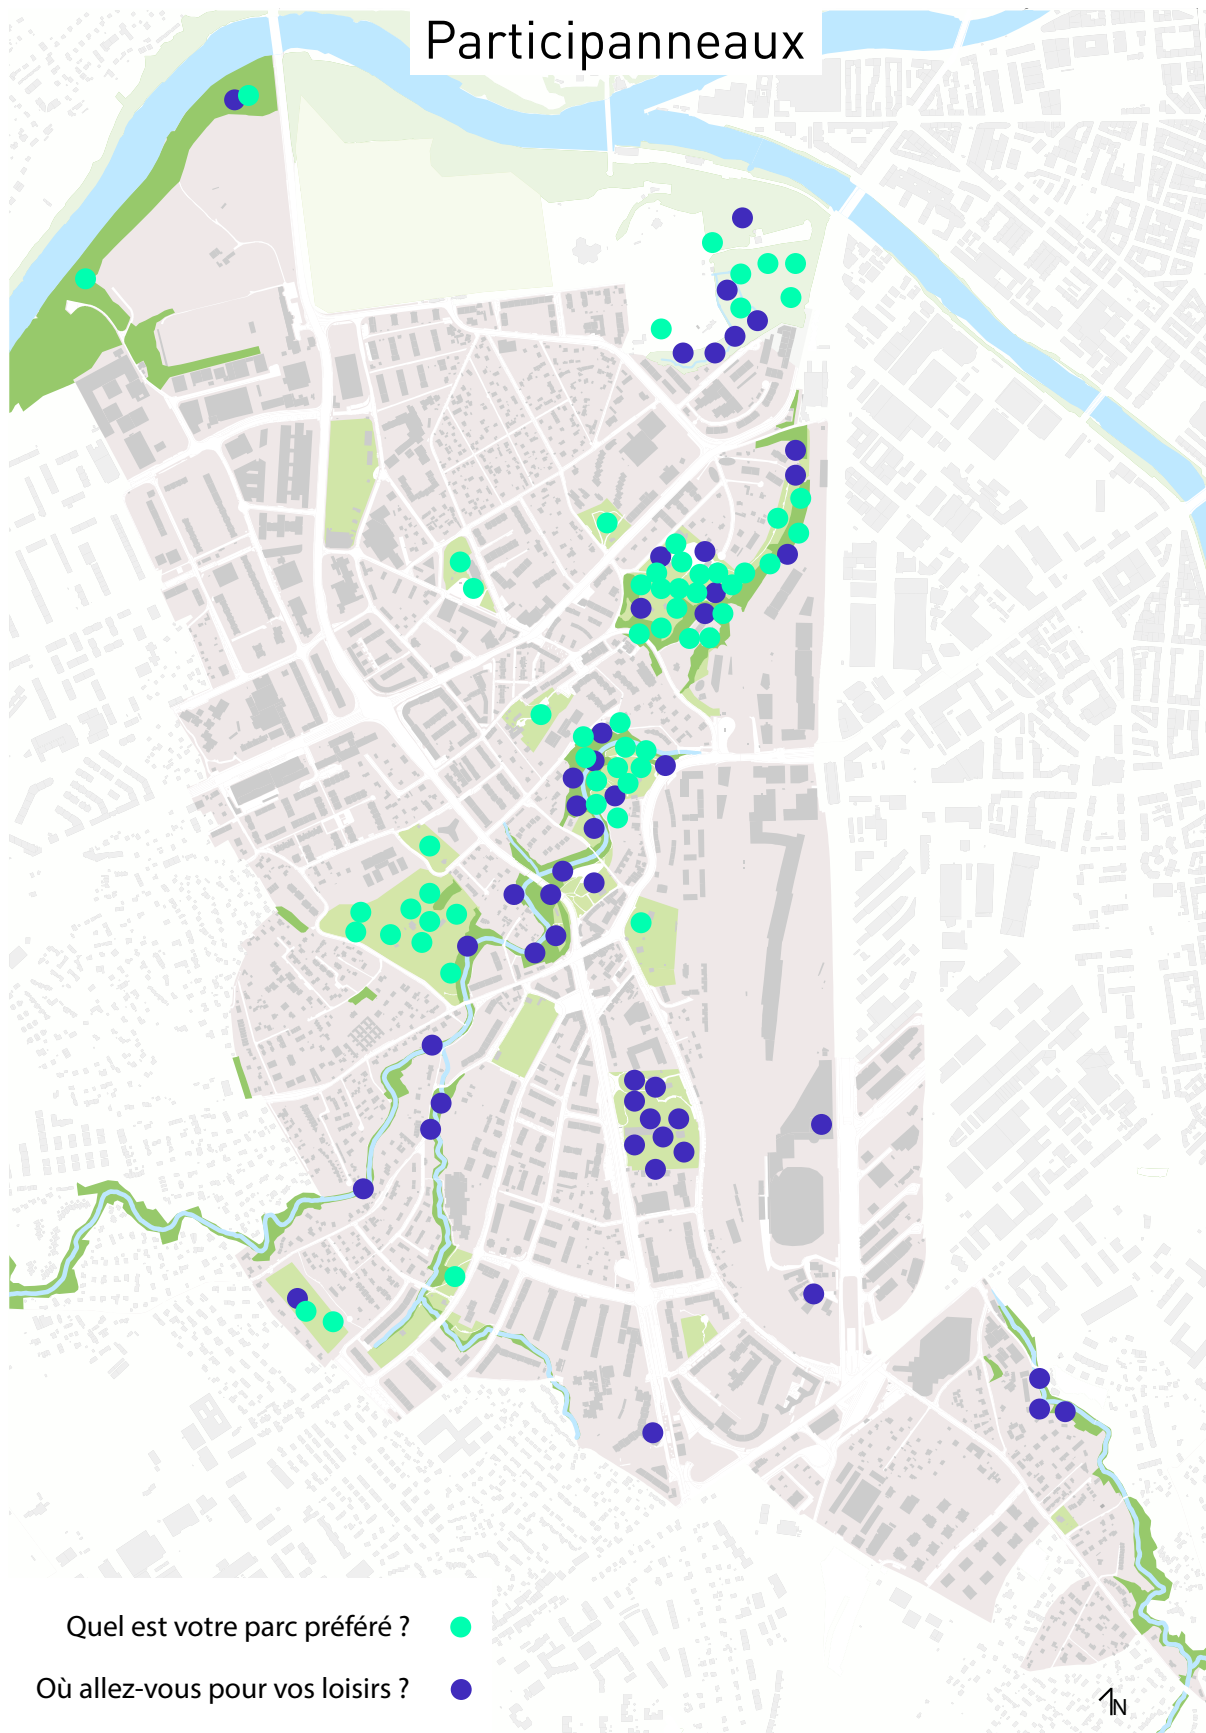 Participanneaux
Quel est votre parc préféré ?
Où allez-vous pour vos loisirs ?
N